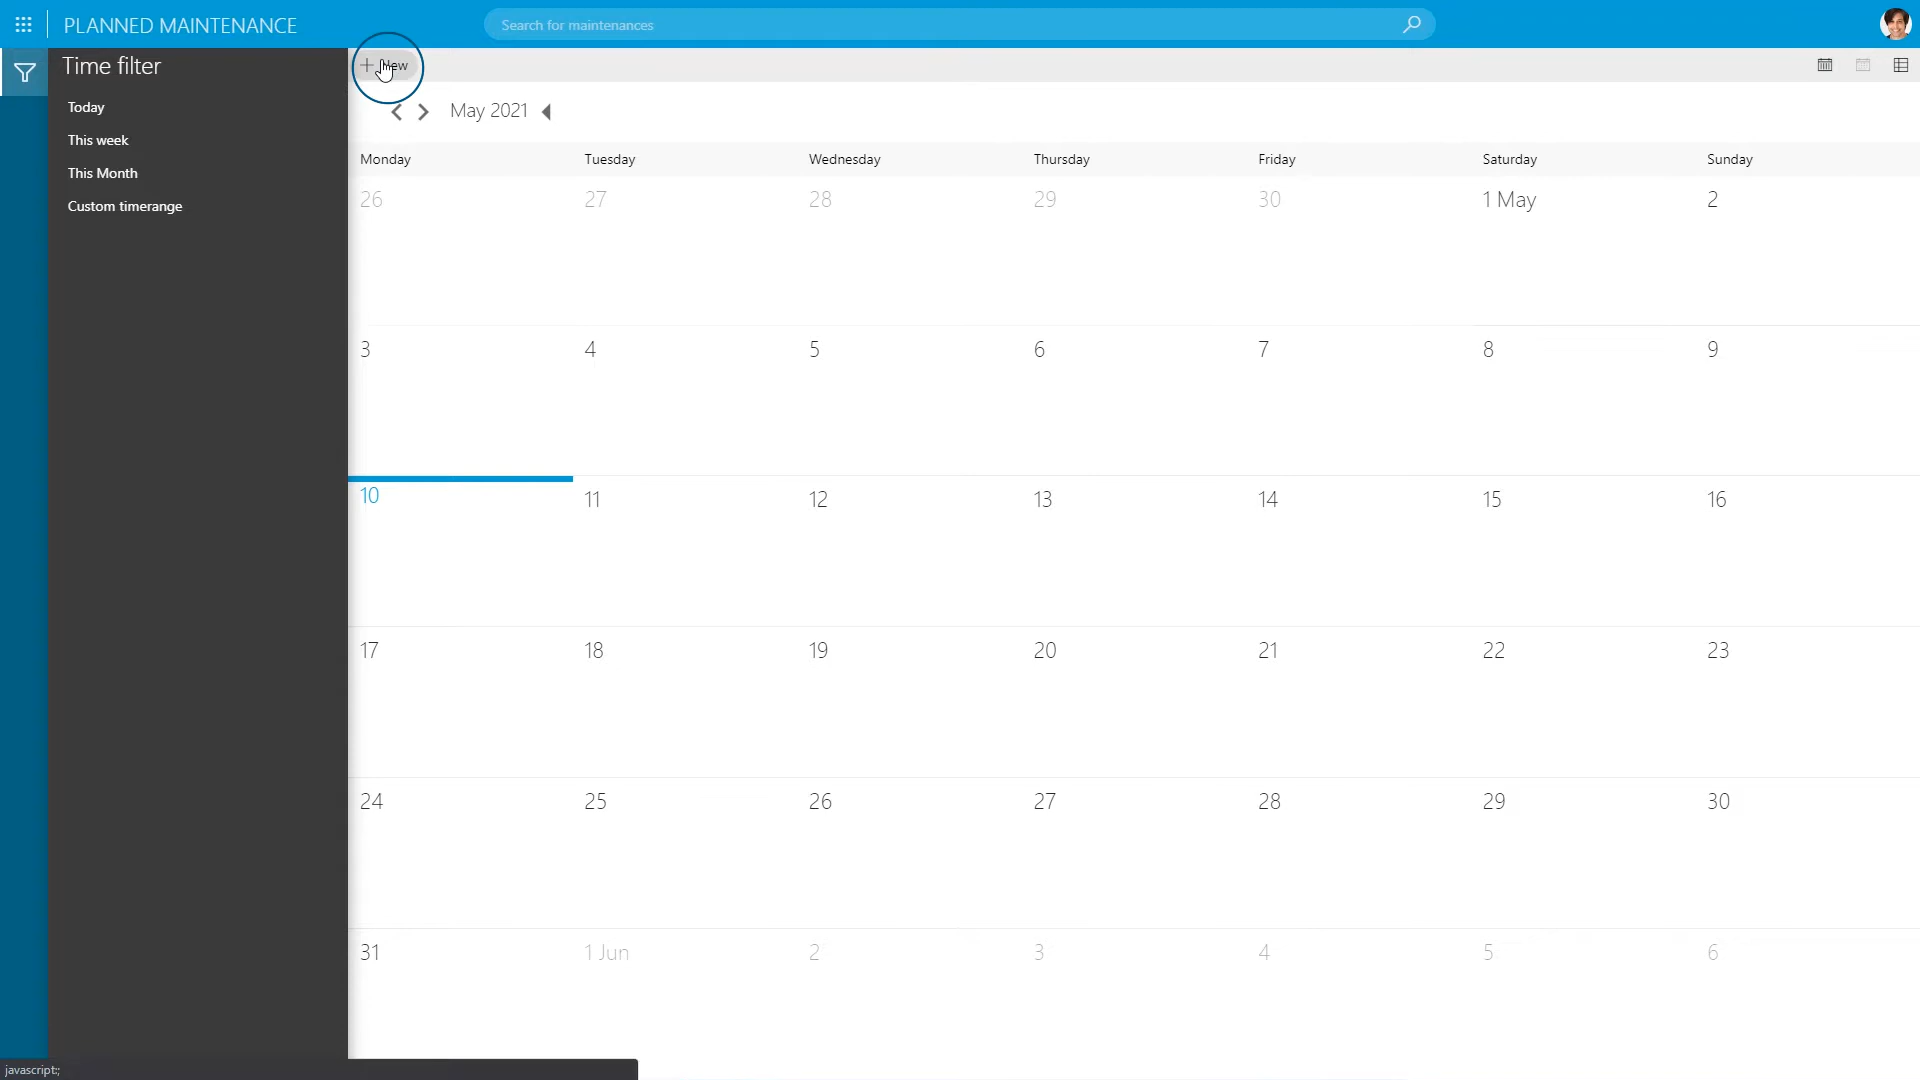 PLANNED MAINTENANCE
Search for maintenances
Time filter
Today
This week
This Month
Custom timerange
New
May 2021
Monday Tuesday Wednesday Thursday Friday Saturday Sunday
26 27 28 29 30 1 May 2
3 4 5 6 7 8 9
10 11 12 13 14 15 16
17 18 19 20 21 22 23
24 25 26 27 28 29 30
31 1 Jun 2 3 4 5 6
javascript:;